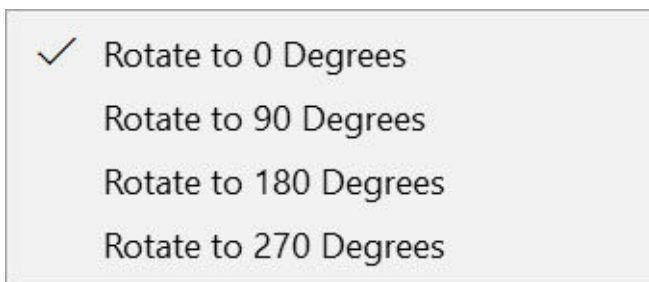 Rotate to 0 Degrees
Rotate to 90 Degrees
Rotate to 180 Degrees
Rotate to 270 Degrees